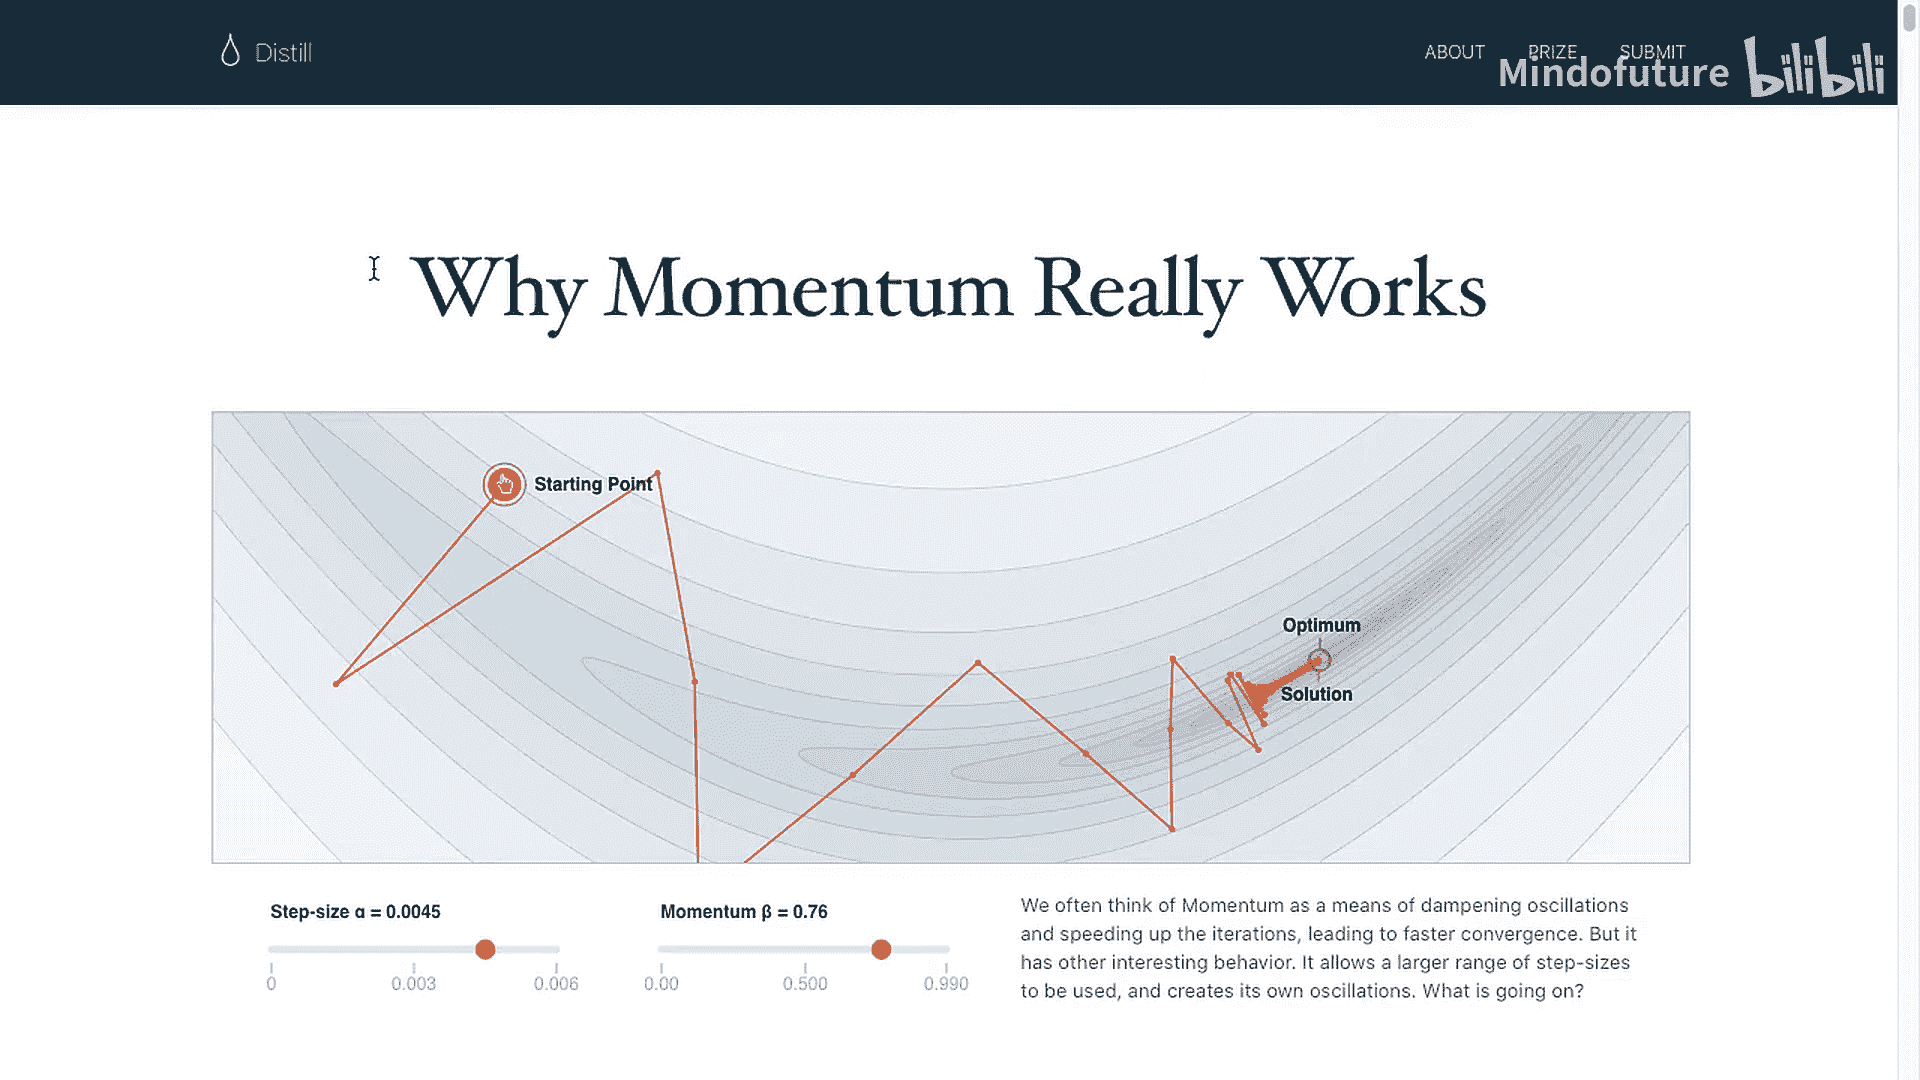 Distill
ABOUT PRIZE SUBMIT
Mindofuture bilibili
Why Momentum Really Works
Starting Point
Optimum
Solution
Step-size α = 0.0045
0 0.003 0.006
Momentum β = 0.76
0.00 0.500 0.990
We often think of Momentum as a means of dampening oscillations
and speeding up the iterations, leading to faster convergence. But it
has other interesting behavior. It allows a larger range of step-sizes
to be used, and creates its own oscillations. What is going on?